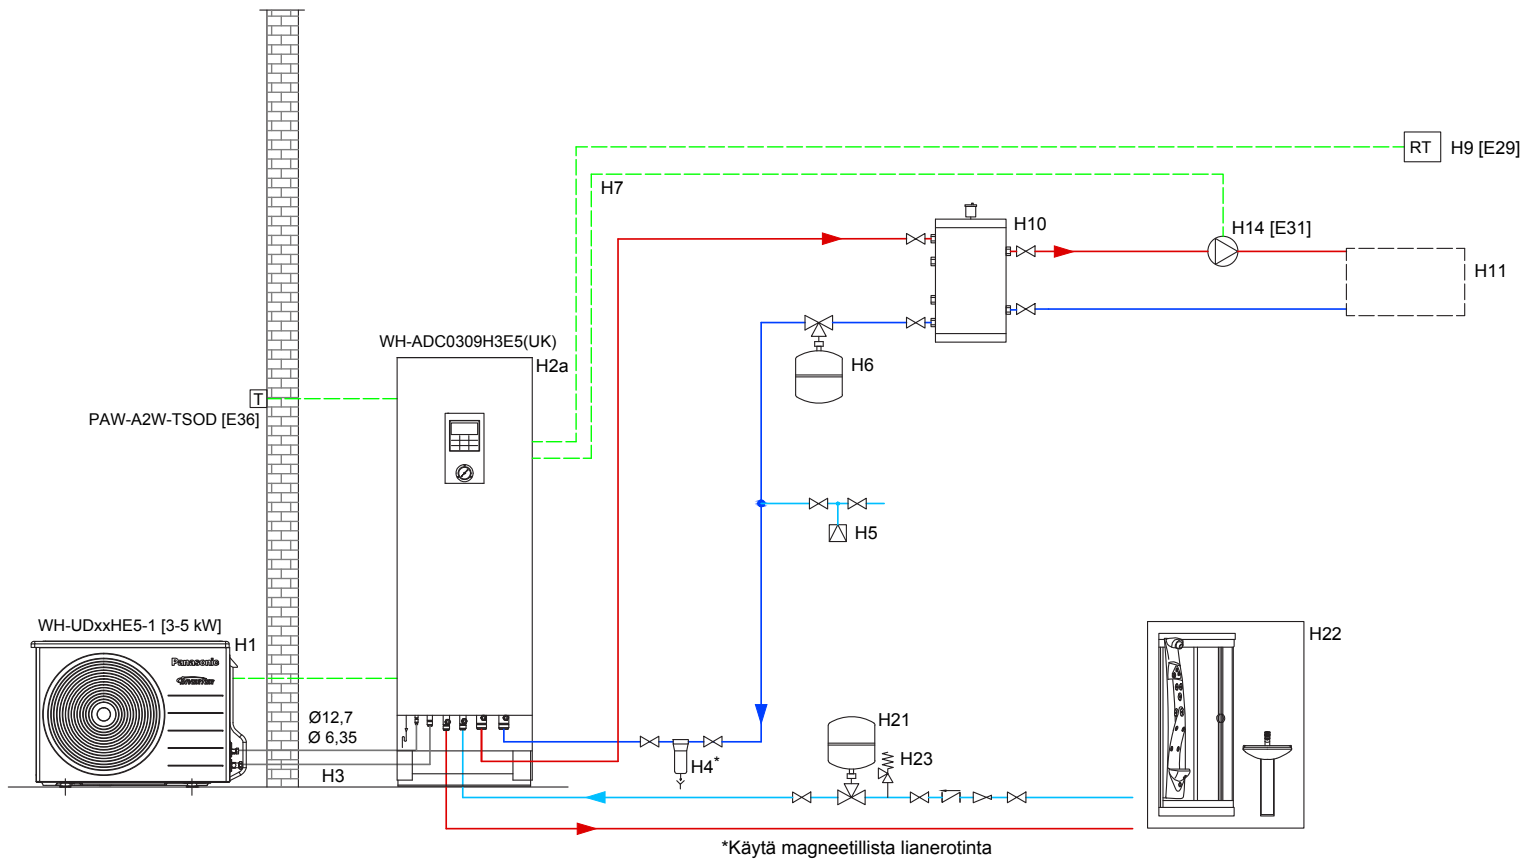 RT
H9 [E29]
H7
H10
H14 [E31]
H11
WH-ADC0309H3E5(UK)
H2a
H6
T
PAW-A2W-TSOD [E36]
H5
WH-UDxxHE5-1 [3-5 kW]
H1
Panasonic
INVERTER
H22
Ø12,7
Ø 6,35
H3
H4*
H21
H23
*Käytä magneetillista lianerotinta